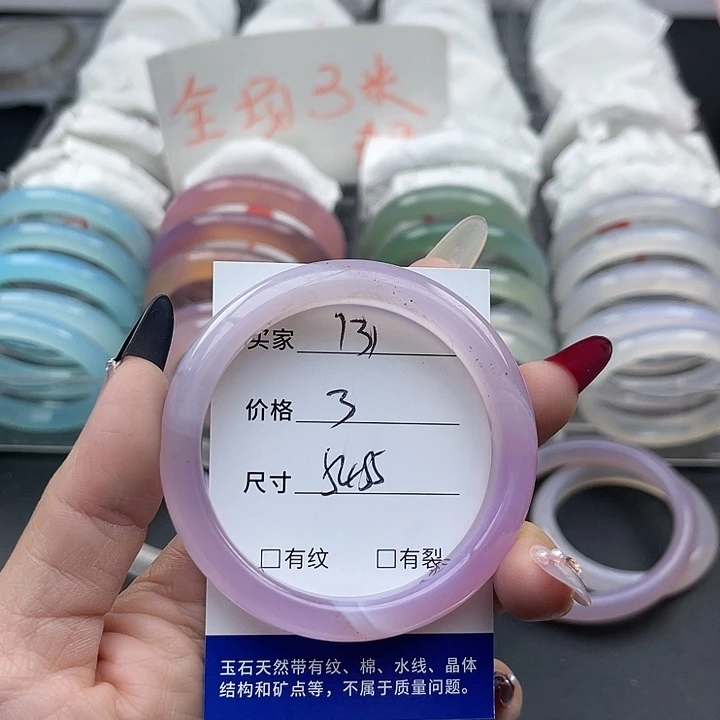 全场3米
买家 131
价格 3
尺寸 54-55
□有纹 □有裂
玉石天然带有纹、棉、水线、晶体
结构和矿点等，不属于质量问题。